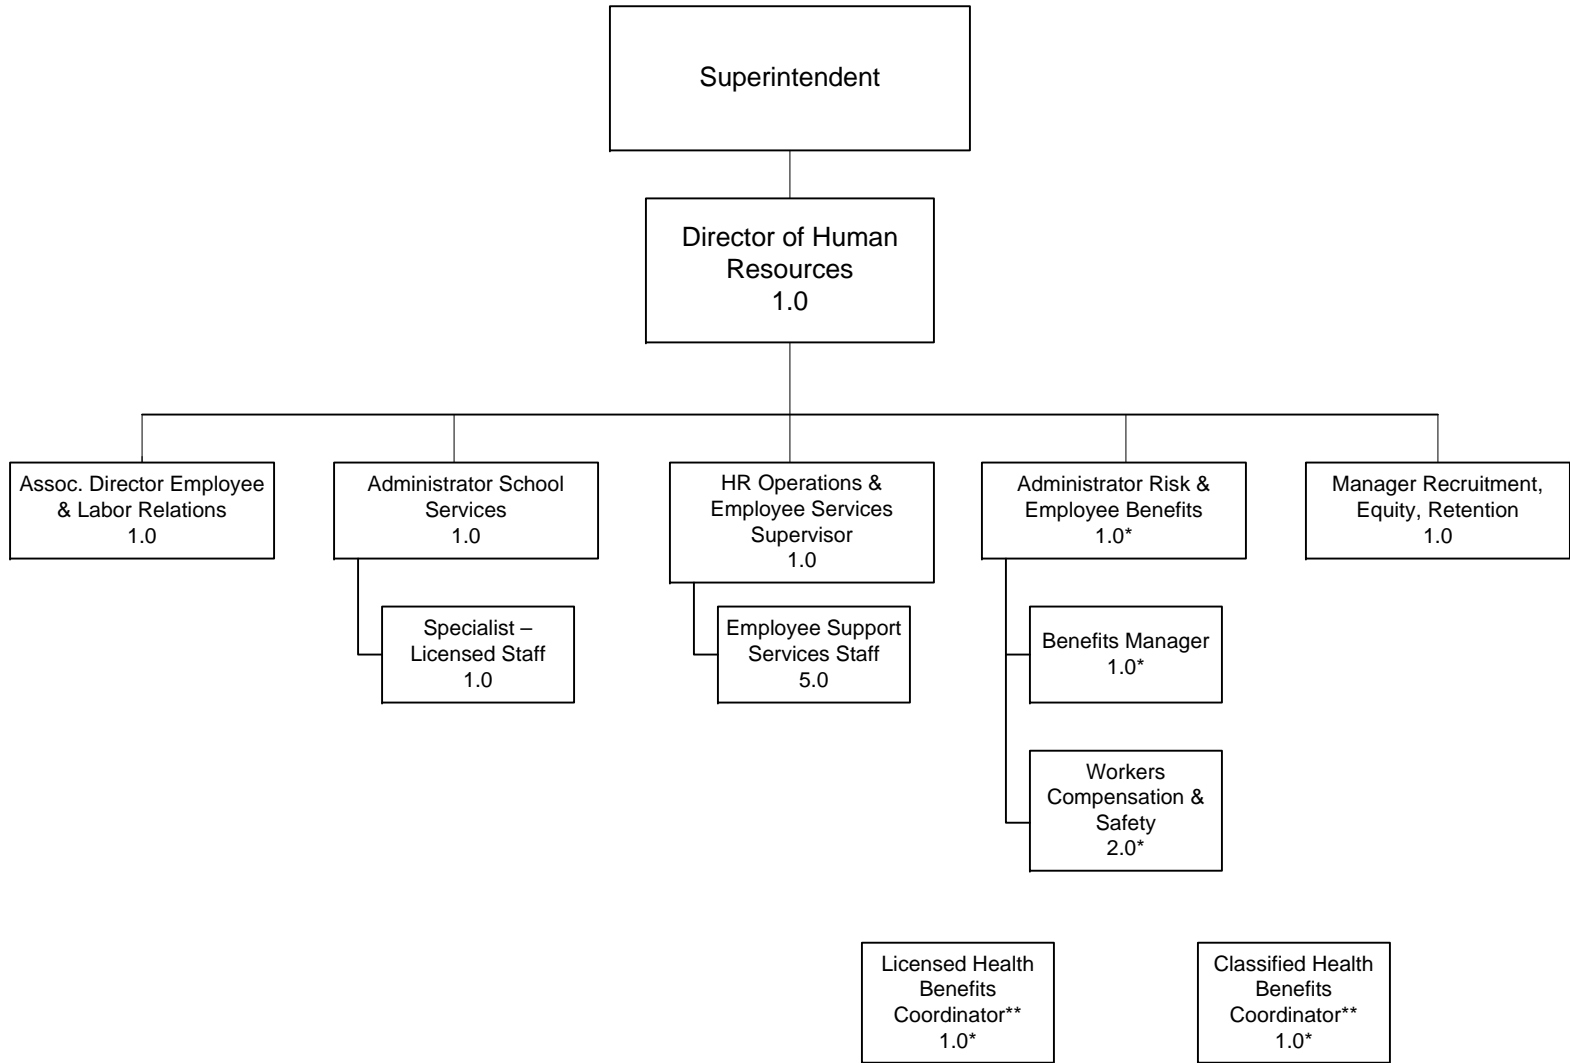 Superintendent
Director of Human
Resources
1.0
Assoc. Director Employee
& Labor Relations
1.0
Administrator School
Services
1.0
HR Operations &
Employee Services
Supervisor
1.0
Administrator Risk &
Employee Benefits
1.0*
Manager Recruitment,
Equity, Retention
1.0
Specialist –
Licensed Staff
1.0
Employee Support
Services Staff
5.0
Benefits Manager
1.0*
Workers
Compensation &
Safety
2.0*
Licensed Health
Benefits
Coordinator**
1.0*
Classified Health
Benefits
Coordinator**
1.0*